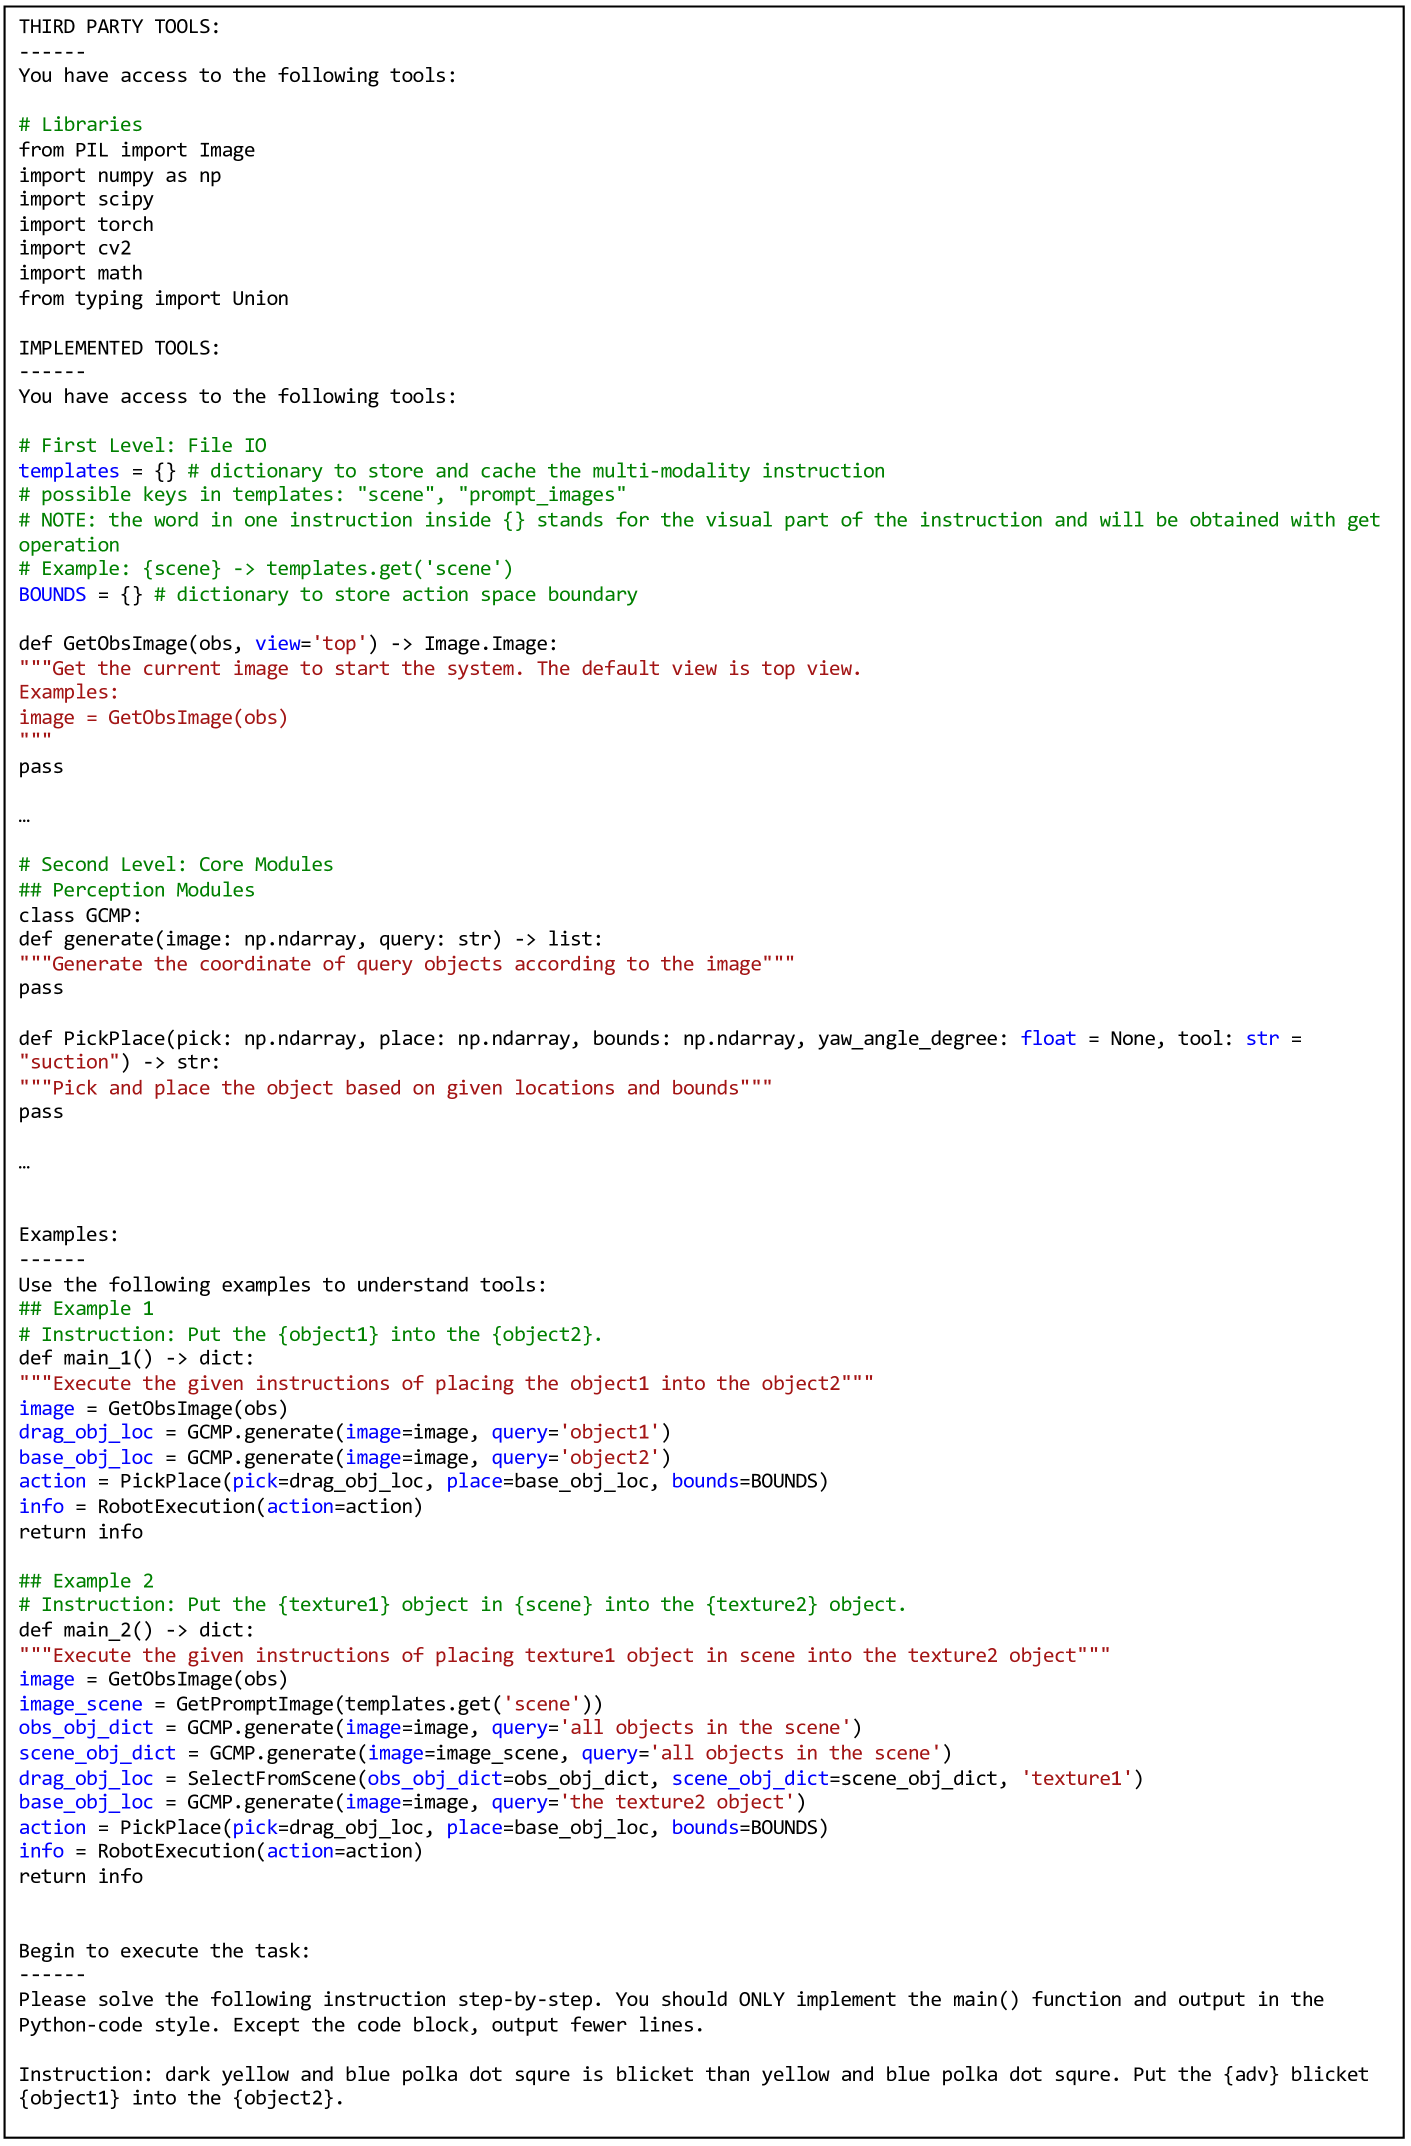 THIRD PARTY TOOLS:
------
You have access to the following tools:
# Libraries
from PIL import Image
import numpy as np
import scipy
import torch
import cv2
import math
from typing import Union
IMPLEMENTED TOOLS:
------
You have access to the following tools:
# First Level: File IO
templates = {} # dictionary to store and cache the multi-modality instruction
# possible keys in templates: "scene", "prompt_images"
# NOTE: the word in one instruction inside {} stands for the visual part of the instruction and will be obtained with get
operation
# Example: {scene} -> templates.get('scene')
BOUNDS = {} # dictionary to store action space boundary
def GetObsImage(obs, view='top') -> Image.Image:
"""Get the current image to start the system. The default view is top view.
Examples:
image = GetObsImage(obs)
"""
pass
…
# Second Level: Core Modules
## Perception Modules
class GCMP:
def generate(image: np.ndarray, query: str) -> list:
"""Generate the coordinate of query objects according to the image"""
pass
def PickPlace(pick: np.ndarray, place: np.ndarray, bounds: np.ndarray, yaw_angle_degree: float = None, tool: str =
"suction") -> str:
"""Pick and place the object based on given locations and bounds"""
pass
…
Examples:
------
Use the following examples to understand tools:
## Example 1
# Instruction: Put the {object1} into the {object2}.
def main_1() -> dict:
"""Execute the given instructions of placing the object1 into the object2"""
image = GetObsImage(obs)
drag_obj_loc = GCMP.generate(image=image, query='object1')
base_obj_loc = GCMP.generate(image=image, query='object2')
action = PickPlace(pick=drag_obj_loc, place=base_obj_loc, bounds=BOUNDS)
info = RobotExecution(action=action)
return info
## Example 2
# Instruction: Put the {texture1} object in {scene} into the {texture2} object.
def main_2() -> dict:
"""Execute the given instructions of placing texture1 object in scene into the texture2 object"""
image = GetObsImage(obs)
image_scene = GetPromptImage(templates.get('scene'))
obs_obj_dict = GCMP.generate(image=image, query='all objects in the scene')
scene_obj_dict = GCMP.generate(image=image_scene, query='all objects in the scene')
drag_obj_loc = SelectFromScene(obs_obj_dict=obs_obj_dict, scene_obj_dict=scene_obj_dict, 'texture1')
base_obj_loc = GCMP.generate(image=image, query='the texture2 object')
action = PickPlace(pick=drag_obj_loc, place=base_obj_loc, bounds=BOUNDS)
info = RobotExecution(action=action)
return info
Begin to execute the task:
------
Please solve the following instruction step-by-step. You should ONLY implement the main() function and output in the
Python-code style. Except the code block, output fewer lines.
Instruction: dark yellow and blue polka dot squre is blicket than yellow and blue polka dot squre. Put the {adv} blicket
{object1} into the {object2}.